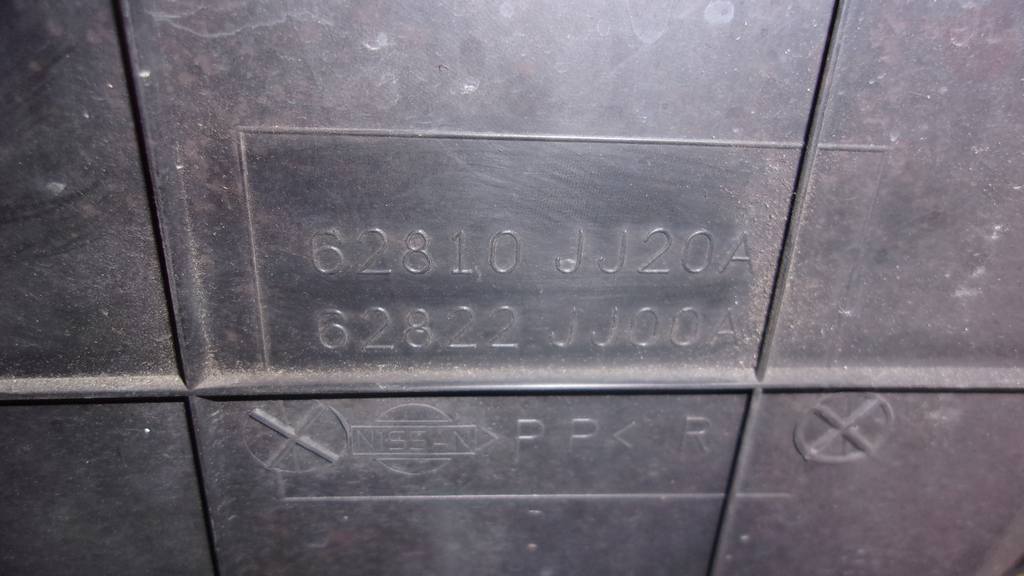 62810 JJ20A
62822 JJ00A
NISSAN >PP< R